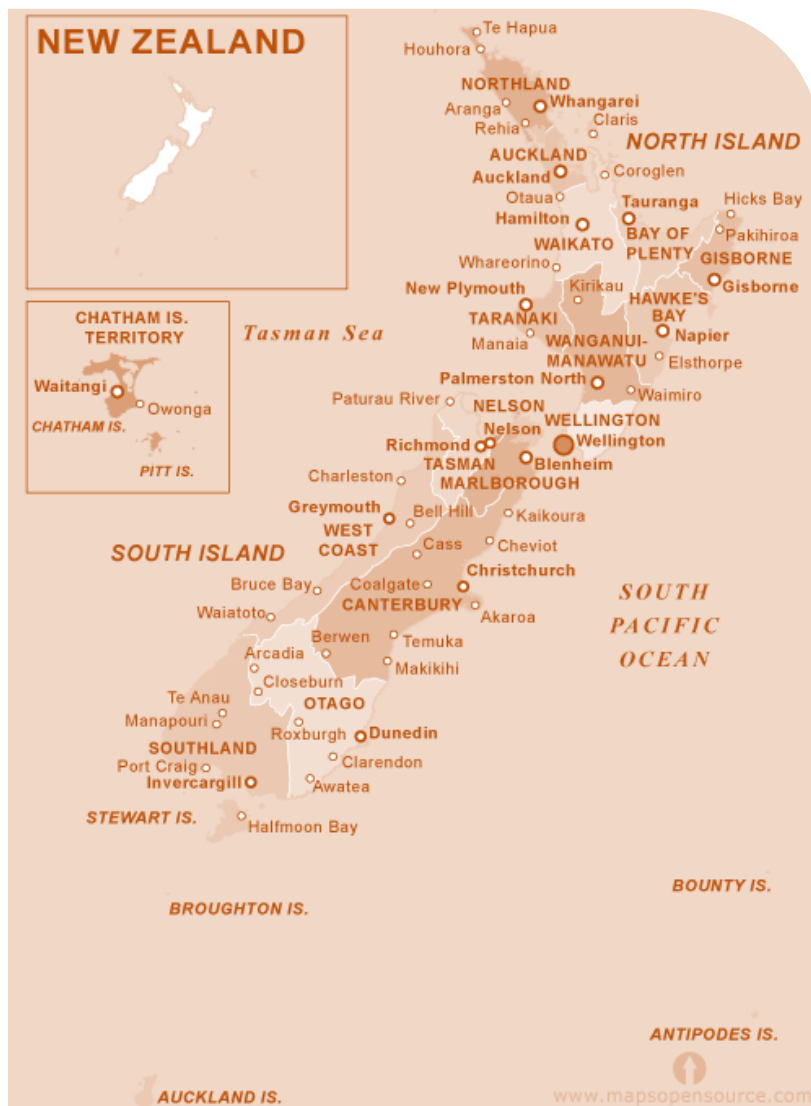 NEW ZEALAND
Te Hapua
Houhora
NORTHLAND
Whangarei
Aranga
Claris
Rehia
NORTH ISLAND
AUCKLAND
Auckland
Coroglen
Otaua
Tauranga
Hicks Bay
Hamilton
BAY OF
PLENTY
Pakihiroa
WAIKATO
GISBORNE
Whareorino
Gisborne
New Plymouth
Kirikau
HAWKE'S
BAY
TARANAKI
Napier
Manaia
WANGANUI-
MANAWATU
Elsthorpe
Palmerston North
Waimiro
CHATHAM IS.
TERRITORY
Waitangi
Owonga
CHATHAM IS.
PITT IS.
Tasman Sea
Paturau River
NELSON
Nelson
WELLINGTON
Wellington
Richmond
TASMAN
Blenheim
MARLBOROUGH
Charleston
Greymouth
Bell Hill
Kaikoura
WEST
COAST
SOUTH ISLAND
Cass
Cheviot
Christchurch
Bruce Bay
Coalgate
CANTERBURY
Akaroa
SOUTH
PACIFIC
OCEAN
Waiatoto
Berwen
Temuka
Arcadia
Makikihi
Closeburn
Te Anau
OTAGO
Manapouri
Roxburgh
Dunedin
SOUTHLAND
Clarendon
Port Craig
Invercargill
Awatea
STEWART IS.
Halfmoon Bay
BOUNTY IS.
BROUGHTON IS.
ANTIPODES IS.
AUCKLAND IS.
www.mapsopensource.com